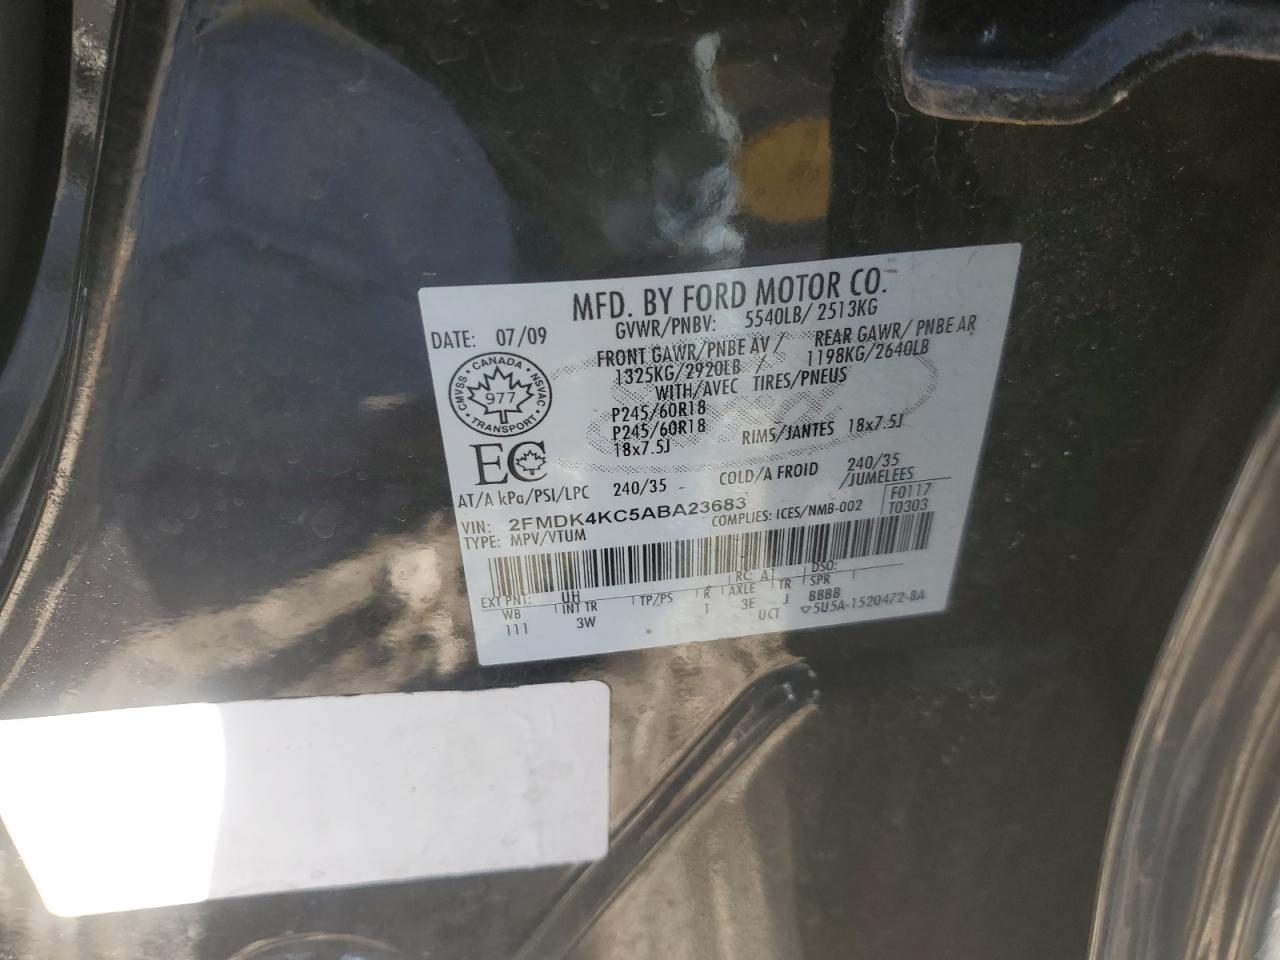 MFD. BY FORD MOTOR CO.
DATE: 07/09
GVWR/PNBV: 5540LB/ 2513KG
FRONT GAWR/PNBE AV / REAR GAWR/ PNBE AR
1325KG/2920LB / 1198KG/2640LB
WITH/AVEC TIRES/PNEUS
P245/60R18
P245/60R18
18x7.5J RIMS/JANTES 18x7.5J
CANADA
CMVSS 977 NSVAC
TRANSPORT
EC
AT/A kPa/PSI/LPC 240/35 COLD/A FROID 240/35
/JUMELEES
VIN: 2FMDK4KC5ABA23683
F0117
TYPE: MPV/VTUM COMPLIES: ICES/NMB-002 T0303
EXT PNT: UH RC: A DSO:
WB INT TR TP/PS R AXLE TR SPR
111 3W 1 3E J BBBB
UCT ▽5U5A-1520472-BA